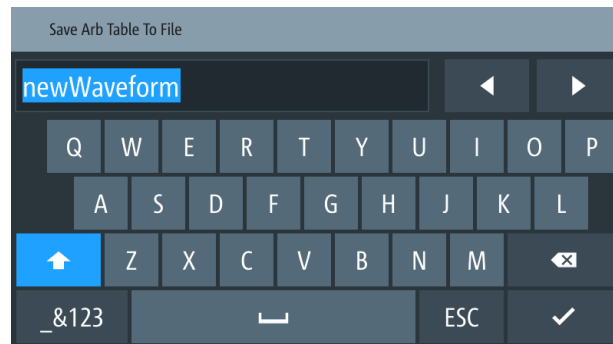 Save Arb Table To File
newWaveform
Q W E R T Y U I O P
A S D F G H J K L
Z X C V B N M
_&123 ESC